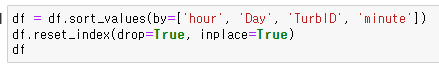 df = df.sort_values(by=['hour', 'Day', 'TurbID', 'minute'])
df.reset_index(drop=True, inplace=True)
df